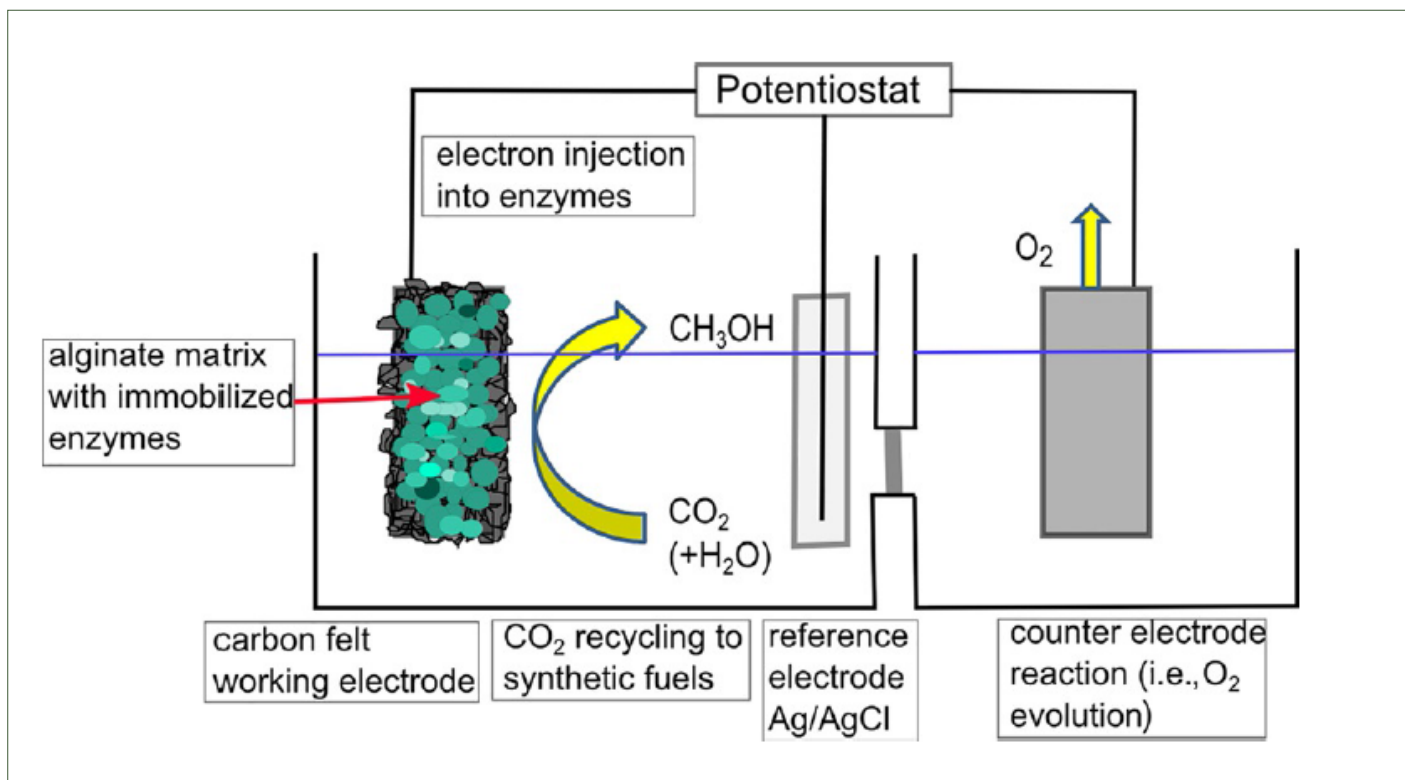 Potentiostat
electron injection
into enzymes
O₂
CH₃OH
alginate matrix
with immobilized
enzymes
CO₂
(+H₂O)
carbon felt
working electrode
CO₂ recycling to
synthetic fuels
reference
electrode
Ag/AgCl
counter electrode
reaction (i.e., O₂
evolution)